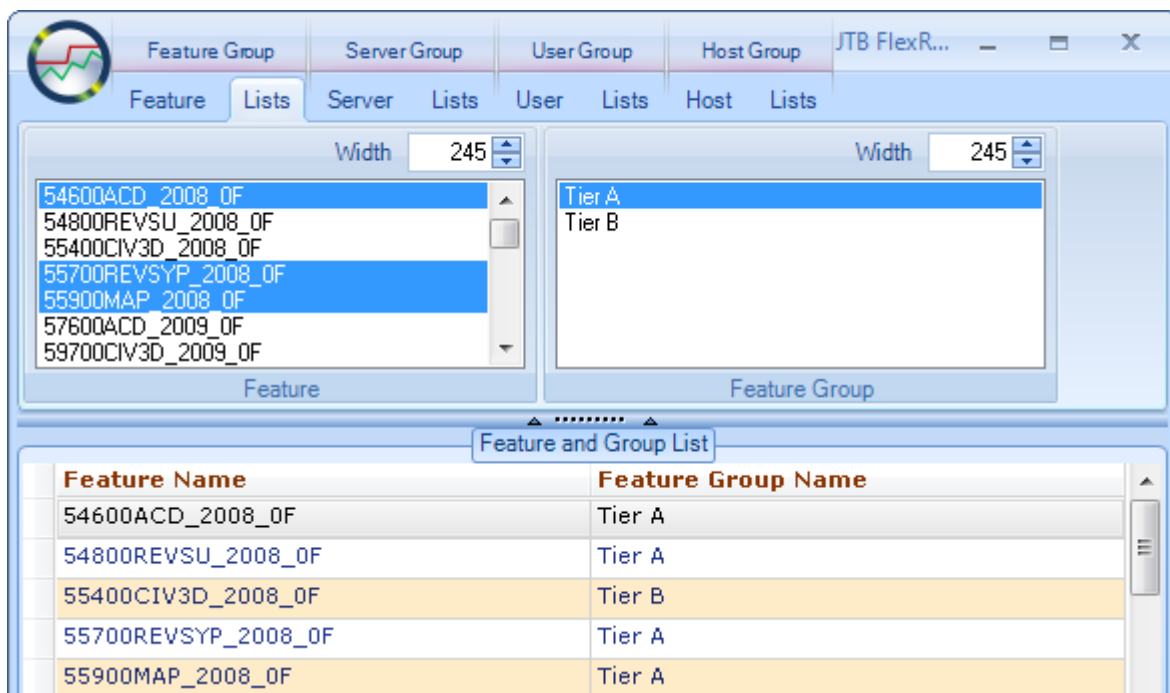 Feature Group Server Group User Group Host Group JTB FlexR...
Feature Lists Server Lists User Lists Host Lists
Width 245 Width 245
54600ACD_2008_0F
54800REVSU_2008_0F
55400CIV3D_2008_0F
55700REVSYP_2008_0F
55900MAP_2008_0F
57600ACD_2009_0F
59700CIV3D_2009_0F
Feature
Tier A
Tier B
Feature Group
Feature and Group List
Feature Name Feature Group Name
54600ACD_2008_0F Tier A
54800REVSU_2008_0F Tier A
55400CIV3D_2008_0F Tier B
55700REVSYP_2008_0F Tier A
55900MAP_2008_0F Tier A